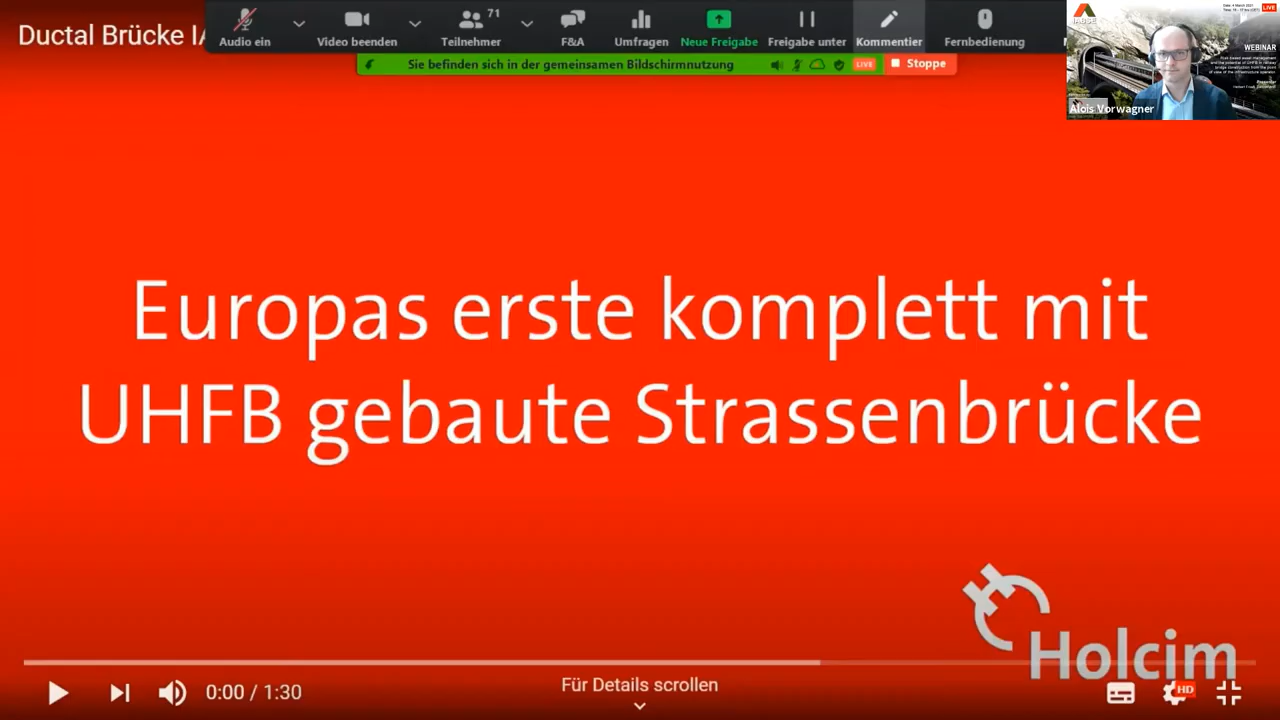 Ductal Brücke IA
Audio ein
Video beenden
71
Teilnehmer
F&A
Umfragen
Neue Freigabe
Freigabe unter
Kommentier
Fernbedienung
Sie befinden sich in der gemeinsamen Bildschirmnutzung
LIVE
Stoppe
IABSE
LIVE
WEBINAR
Alois Vorwagner
Europas erste komplett mit
UHFB gebaute Strassenbrücke
Holcim
0:00 / 1:30
Für Details scrollen
HD